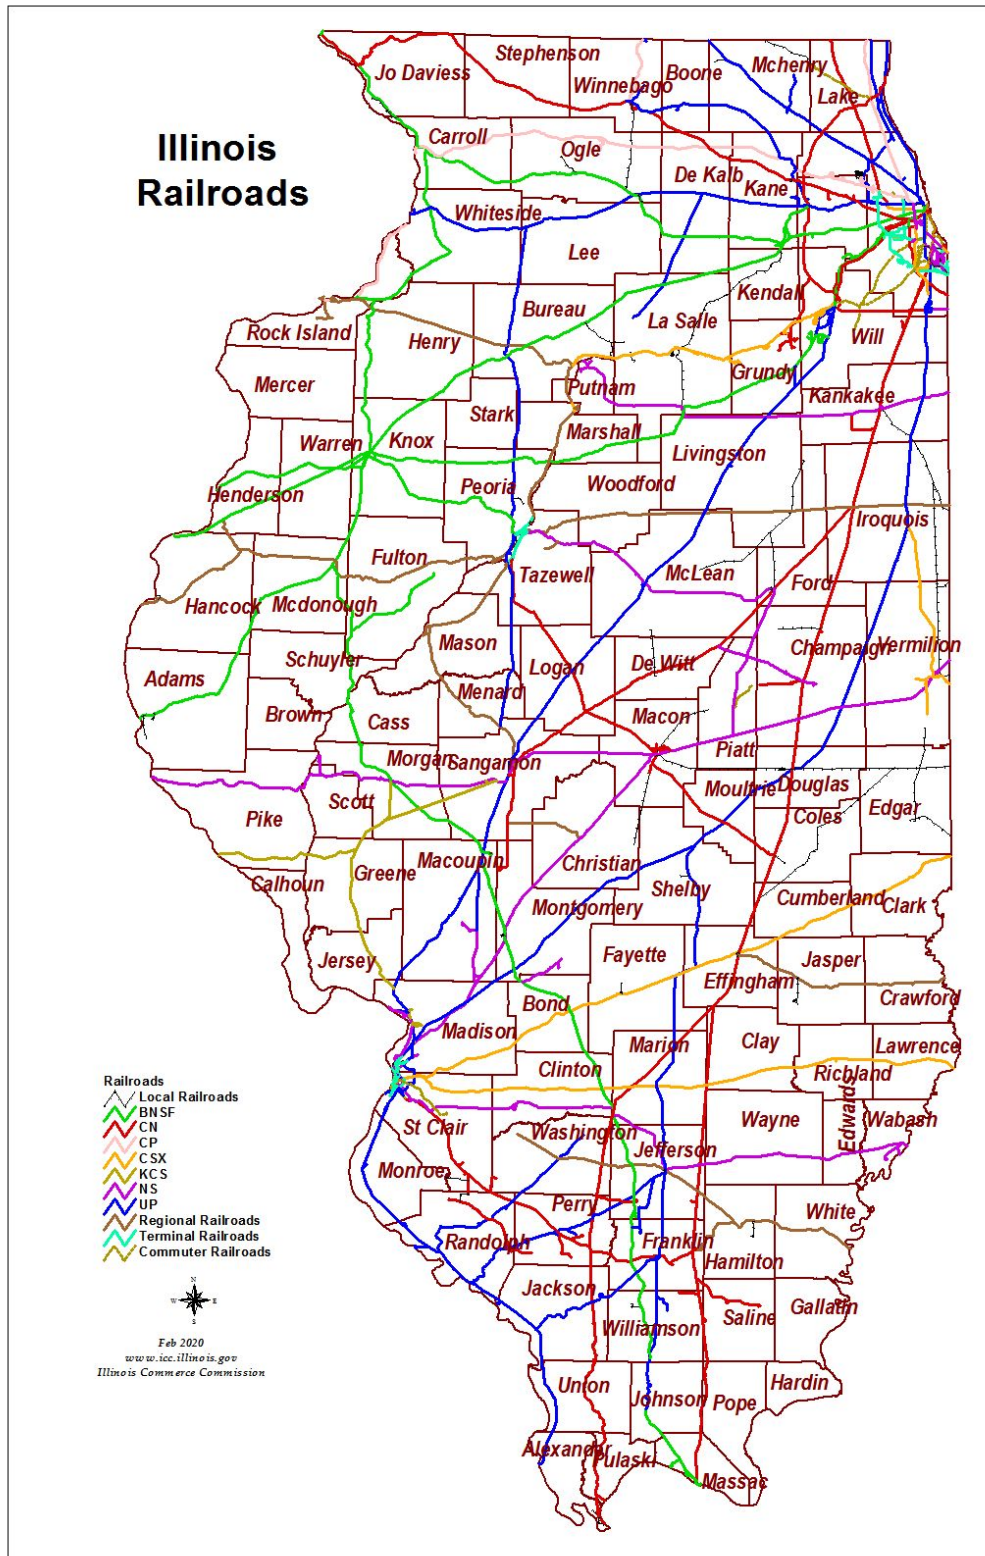 Illinois
Railroads
Jo Daviess
Stephenson
Winnebago
Boone
Mchenry
Lake
Carroll
Ogle
De Kalb
Kane
Whiteside
Lee
Kendall
Bureau
La Salle
Will
Rock Island
Henry
Grundy
Mercer
Putnam
Kankakee
Stark
Warren
Knox
Marshall
Livingston
Henderson
Peoria
Woodford
Iroquois
Fulton
Tazewell
McLean
Ford
Hancock
Mcdonough
Mason
Schuyler
Logan
De Witt
Champaign
Vermilion
Adams
Menard
Brown
Cass
Macon
Morgan
Sangamon
Piatt
Scott
Moultrie
Douglas
Pike
Coles
Edgar
Calhoun
Greene
Macoupin
Christian
Shelby
Cumberland
Clark
Montgomery
Jersey
Fayette
Effingham
Jasper
Crawford
Bond
Madison
Marion
Clay
Lawrence
Clinton
Richland
St Clair
Washington
Wayne
Edwards
Wabash
Jefferson
Monroe
Perry
White
Randolph
Franklin
Hamilton
Jackson
Williamson
Saline
Gallatin
Union
Johnson
Pope
Hardin
Alexander
Pulaski
Massac
Railroads
Local Railroads
BNSF
CN
CP
CSX
KCS
NS
UP
Regional Railroads
Terminal Railroads
Commuter Railroads
N
W E
S
Feb 2020
www.icc.illinois.gov
Illinois Commerce Commission